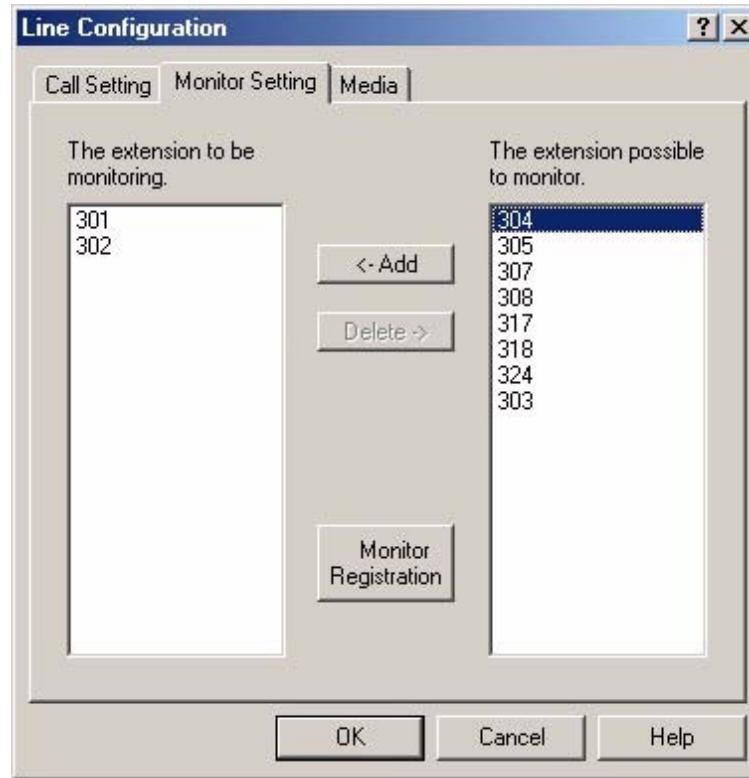 Line Configuration
? ×
Call Setting Monitor Setting Media
The extension to be
monitoring.
301
302
<- Add
Delete ->
Monitor
Registration
The extension possible
to monitor.
304
305
307
308
317
318
324
303
OK Cancel Help